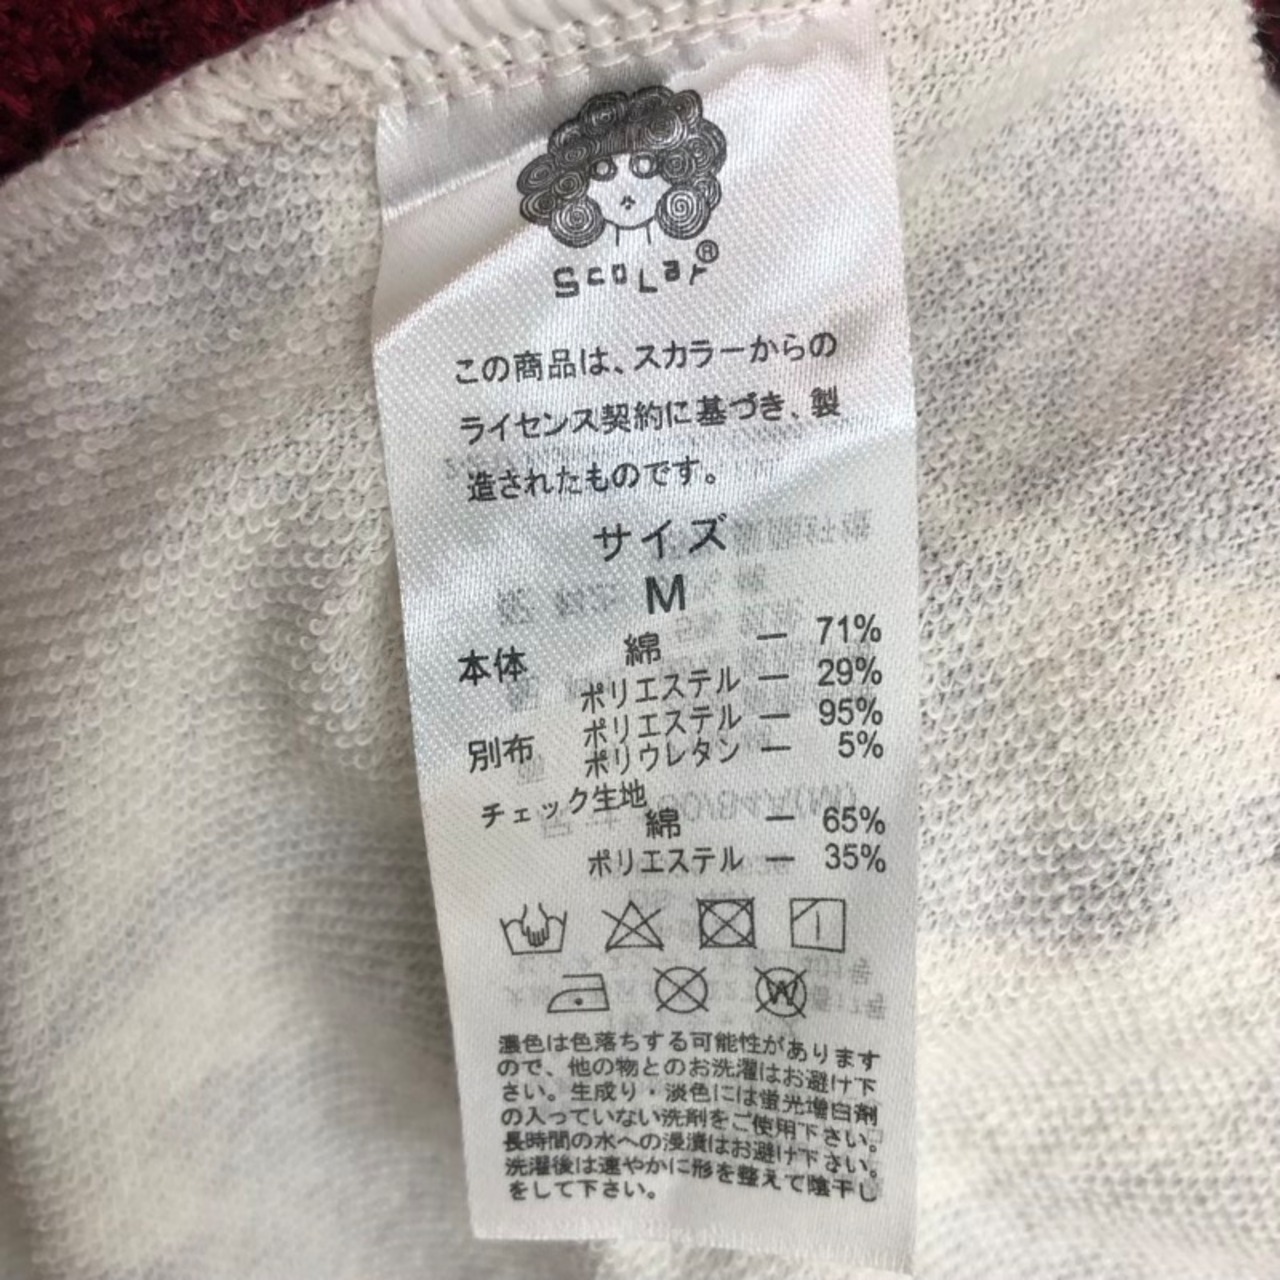 ScoLar®
この商品は、スカラーからの
ライセンス契約に基づき、製
造されたものです。
サイズ
M
本体 綿 ー 71%
ポリエステル ー 29%
別布 ポリエステル ー 95%
ポリウレタン ー 5%
チェック生地
綿 ー 65%
ポリエステル ー 35%
W
濃色は色落ちする可能性があります
ので、他の物とのお洗濯はお避け下
さい。生成り・淡色には蛍光増白剤
の入っていない洗剤をご使用下さい。
長時間の水への浸漬はお避け下さい。
洗濯後は速やかに形を整えて陰干し
をして下さい。